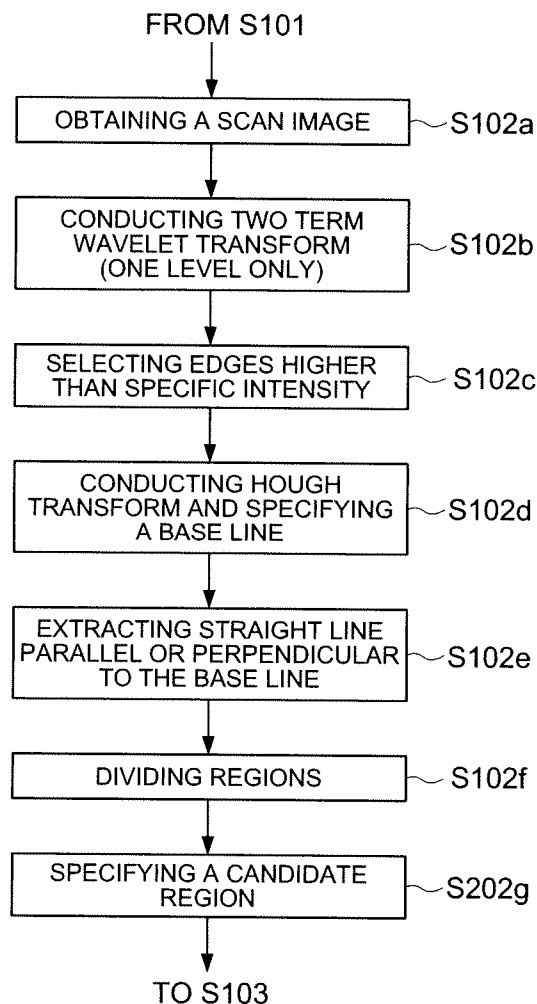 FROM S101
OBTAINING A SCAN IMAGE
S102a
CONDUCTING TWO TERM
WAVELET TRANSFORM
(ONE LEVEL ONLY)
S102b
SELECTING EDGES HIGHER
THAN SPECIFIC INTENSITY
S102c
CONDUCTING HOUGH
TRANSFORM AND SPECIFYING
A BASE LINE
S102d
EXTRACTING STRAIGHT LINE
PARALLEL OR PERPENDICULAR
TO THE BASE LINE
S102e
DIVIDING REGIONS
S102f
SPECIFYING A CANDIDATE
REGION
S202g
TO S103